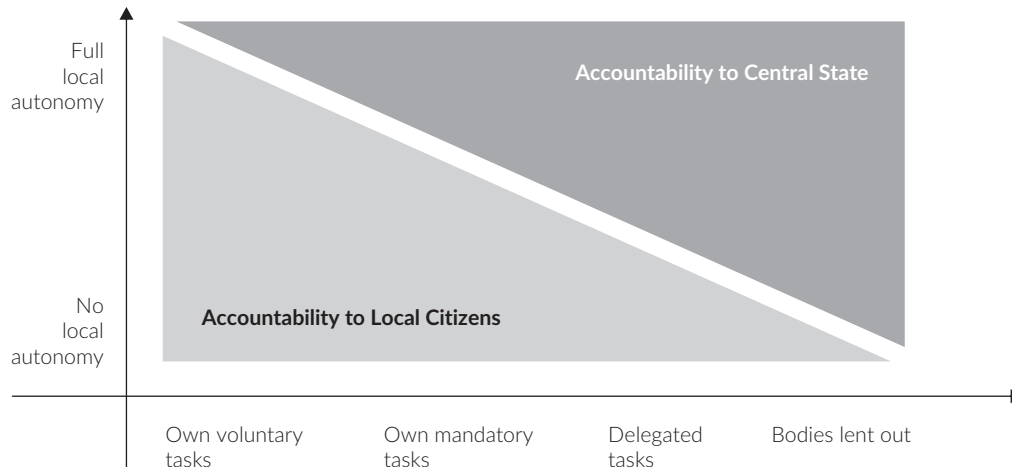 Full
local
autonomy
Accountability to Central State
No
local
autonomy
Accountability to Local Citizens
Own voluntary
tasks
Own mandatory
tasks
Delegated
tasks
Bodies lent out